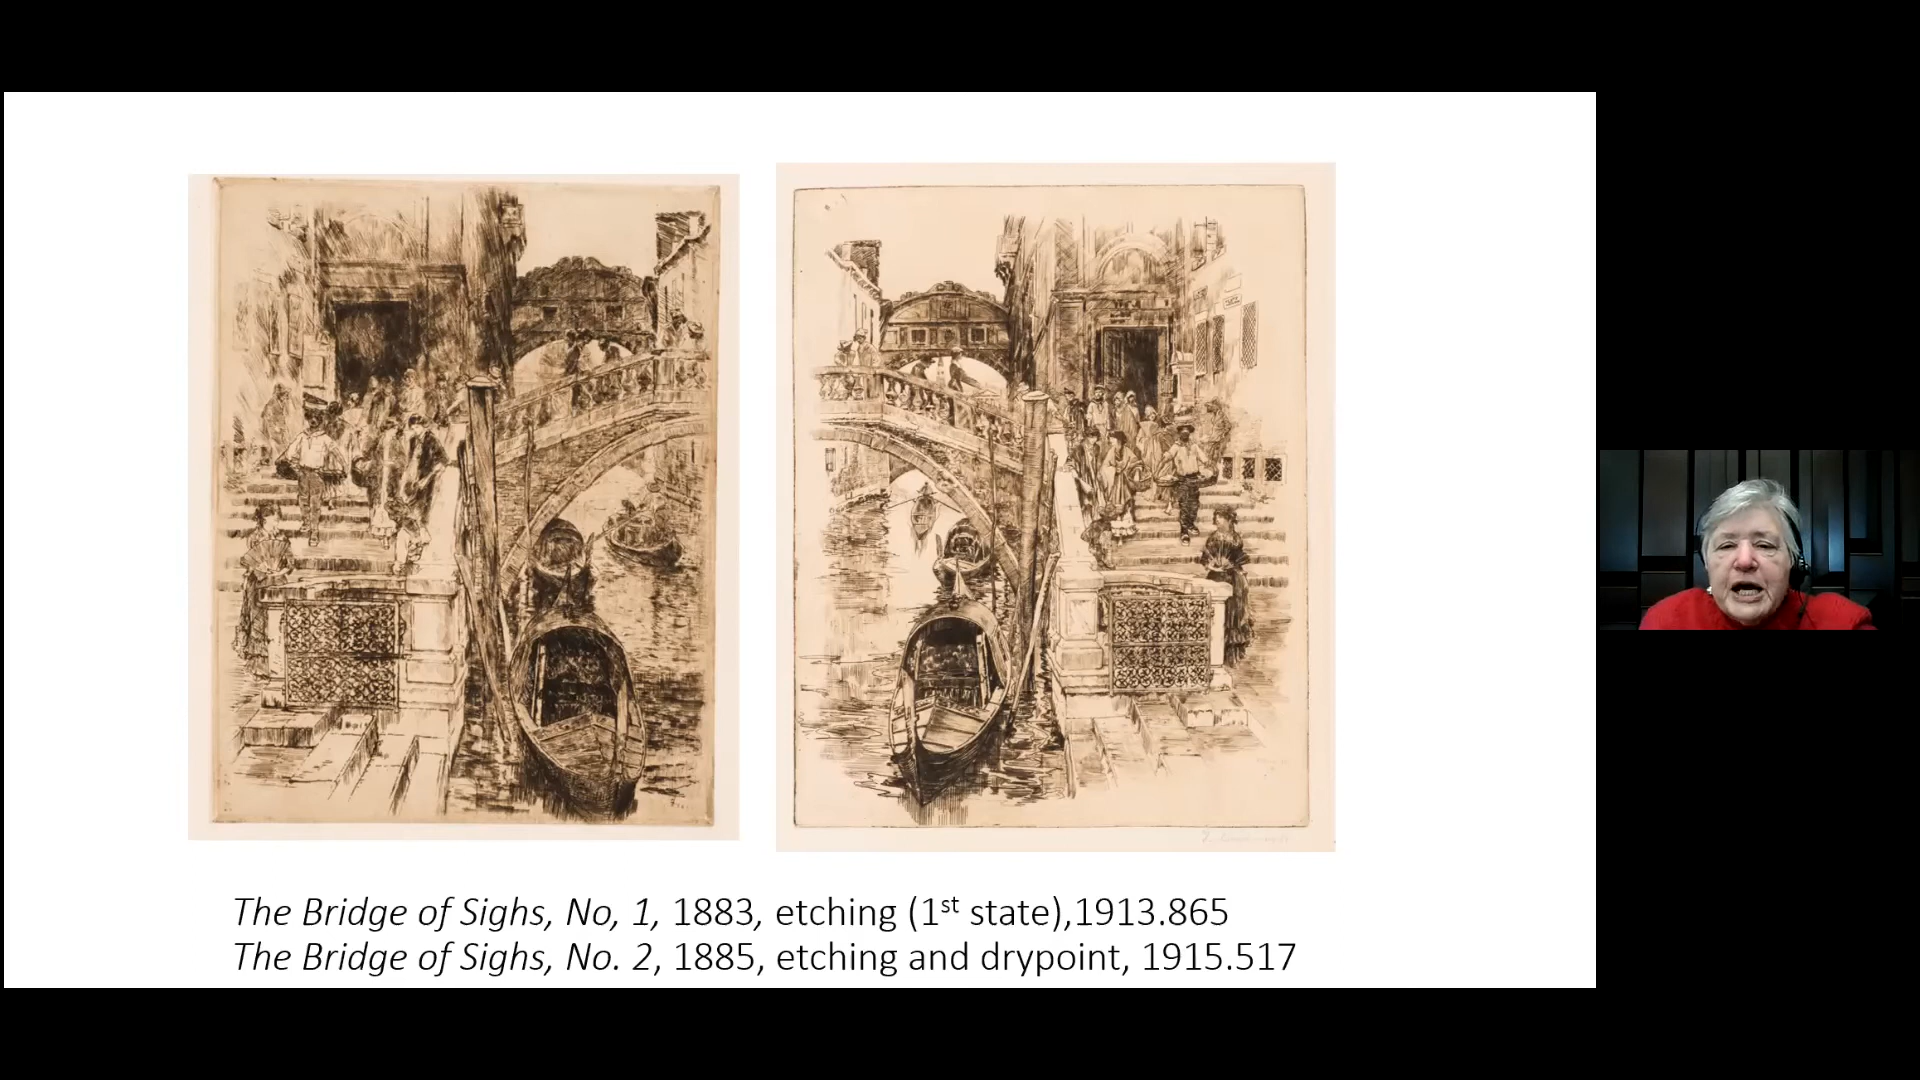 The Bridge of Sighs, No, 1, 1883, etching (1st state),1913.865
The Bridge of Sighs, No. 2, 1885, etching and drypoint, 1915.517